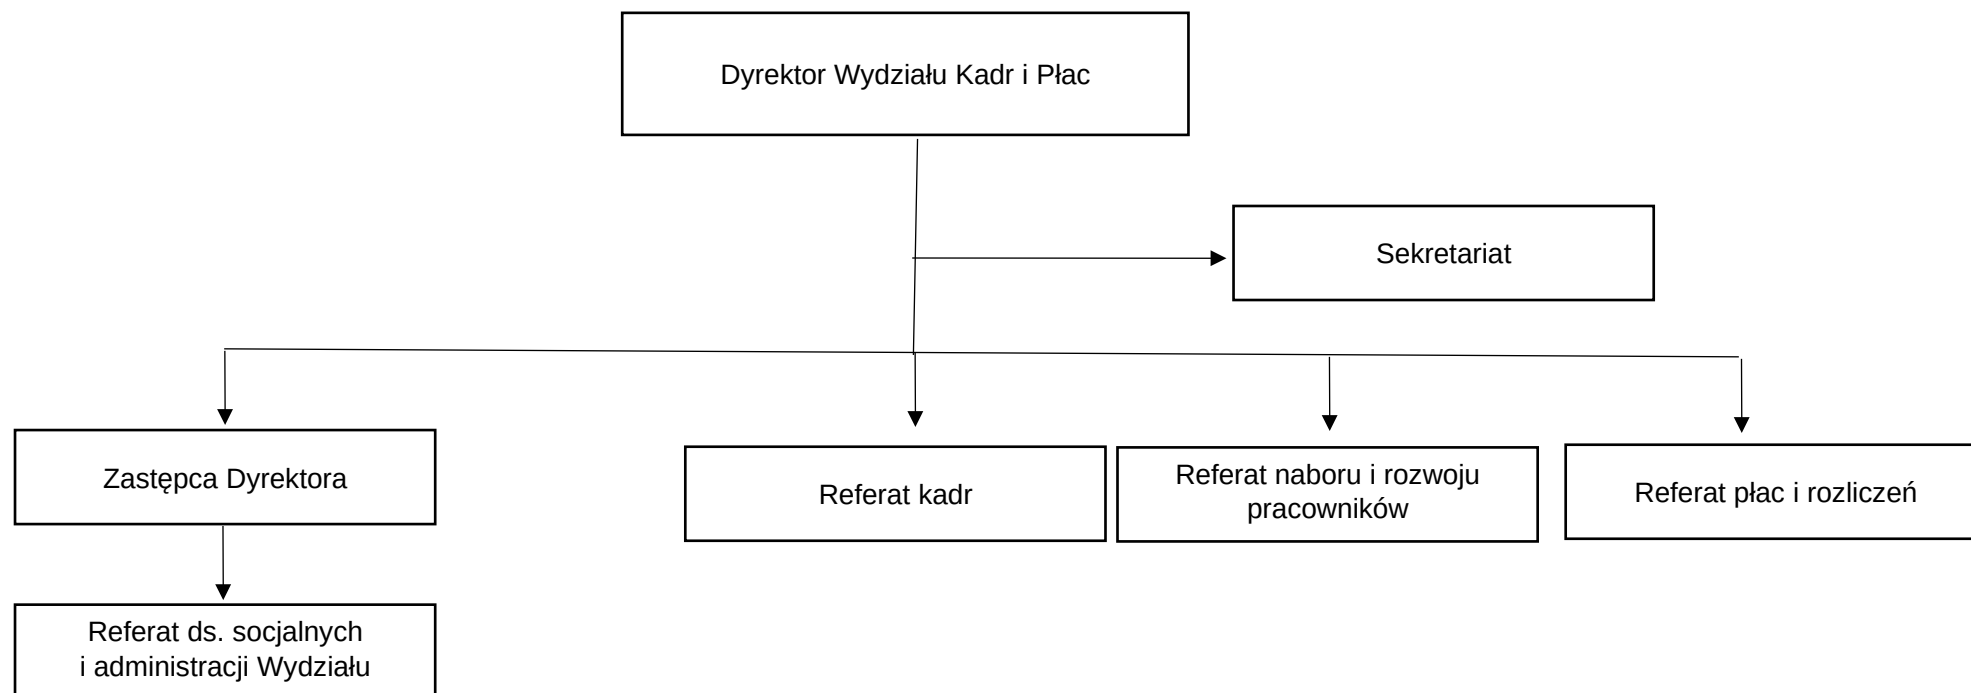 Dyrektor Wydziału Kadr i Płac
Sekretariat
Zastępca Dyrektora
Referat kadr
Referat naboru i rozwoju
pracowników
Referat płac i rozliczeń
Referat ds. socjalnych
i administracji Wydziału